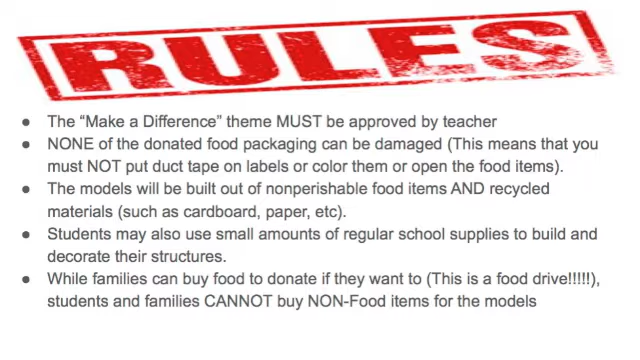 RULES
● The “Make a Difference” theme MUST be approved by teacher
● NONE of the donated food packaging can be damaged (This means that you
must NOT put duct tape on labels or color them or open the food items).
● The models will be built out of nonperishable food items AND recycled
materials (such as cardboard, paper, etc).
● Students may also use small amounts of regular school supplies to build and
decorate their structures.
● While families can buy food to donate if they want to (This is a food drive!!!!!),
students and families CANNOT buy NON-Food items for the models